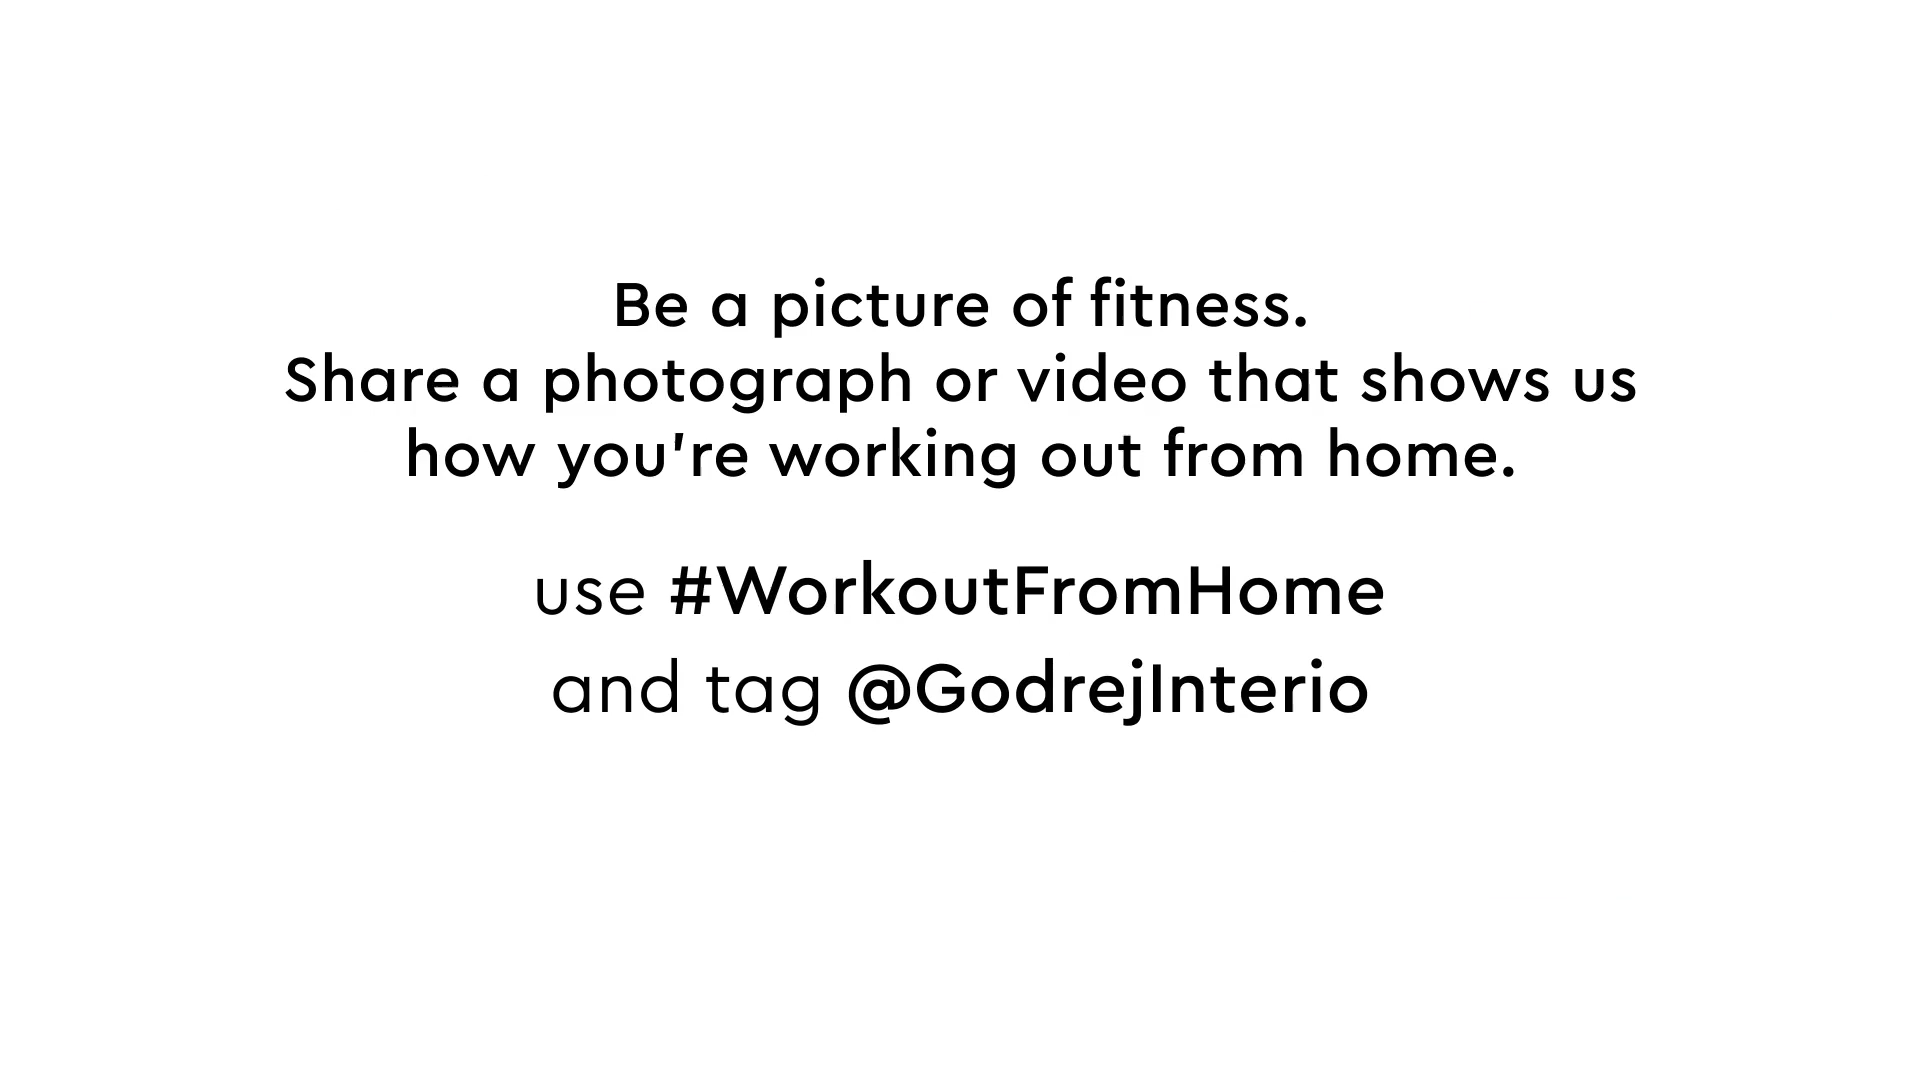 Be a picture of fitness.
Share a photograph or video that shows us
how you're working out from home.
use #WorkoutFromHome
and tag @GodrejInterio